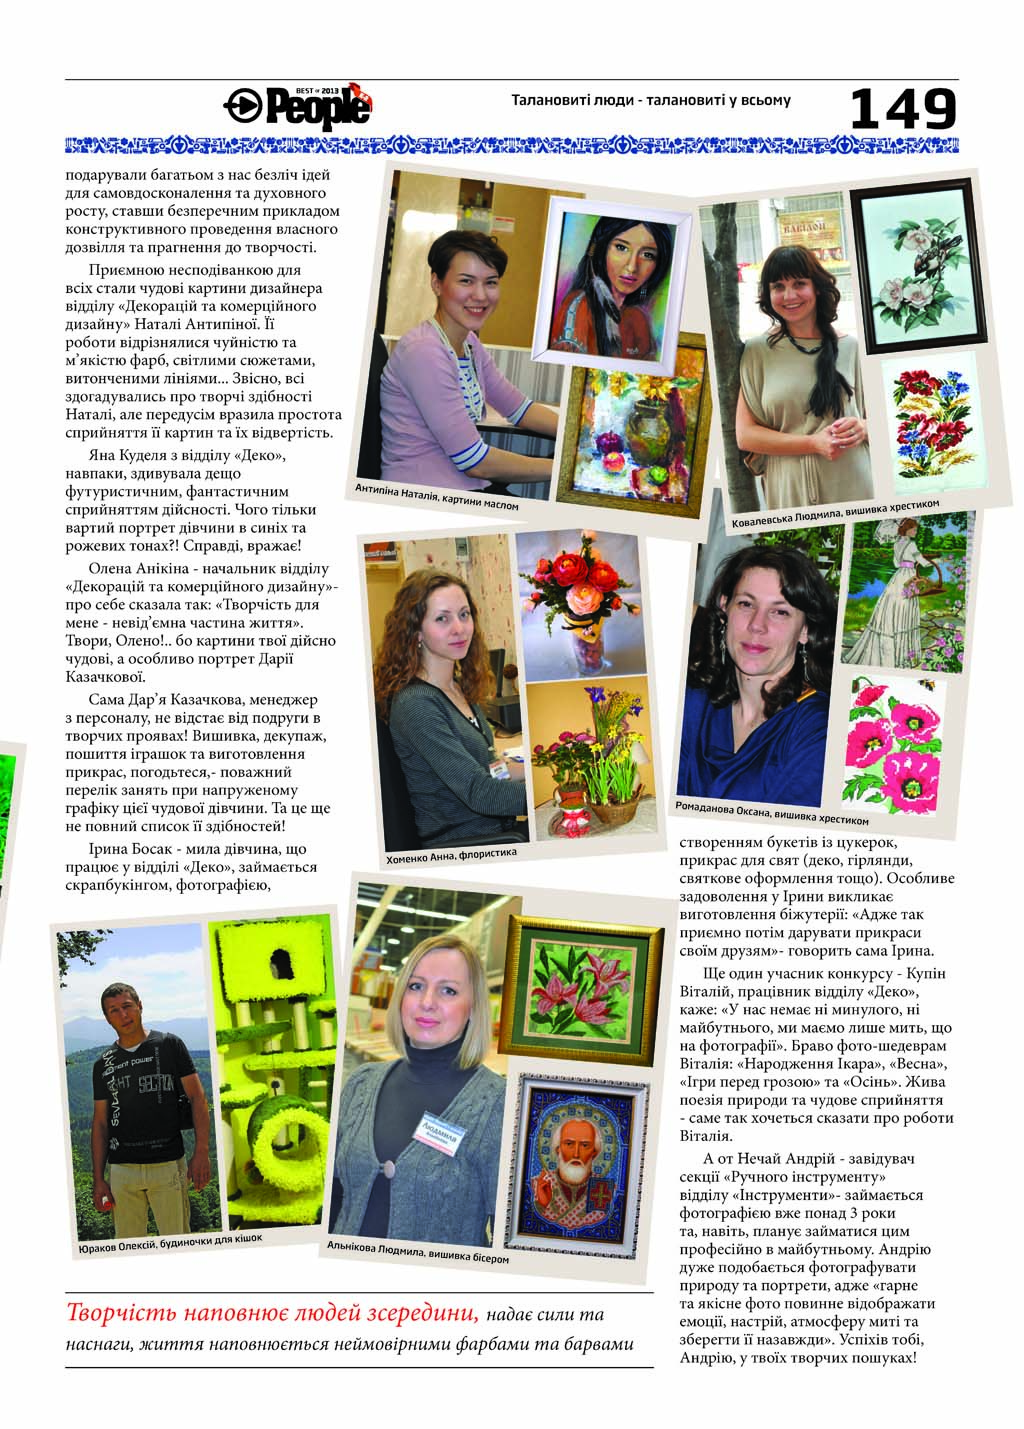 BEST OF 2013
People
Талановиті люди - талановиті у всьому
149
подарували багатьом з нас безліч ідей
для самовдосконалення та духовного
росту, ставши безперечним прикладом
конструктивного проведення власного
дозвілля та прагнення до творчості.
Приємною несподіванкою для
всіх стали чудові картини дизайнера
відділу «Декорацій та комерційного
дизайну» Наталі Антипіної. Її
роботи відрізнялися чуйністю та
м’якістю фарб, світлими сюжетами,
витонченими лініями... Звісно, всі
здогадувались про творчі здібності
Наталі, але передусім вразила простота
сприйняття її картин та їх відвертість.
Яна Куделя з відділу «Деко»,
навпаки, здивувала дещо
футуристичним, фантастичним
сприйняттям дійсності. Чого тільки
вартий портрет дівчини в синіх та
рожевих тонах?! Справді, вражає!
Олена Анікіна - начальник відділу
«Декорацій та комерційного дизайну»-
про себе сказала так: «Творчість для
мене - невід’ємна частина життя».
Твори, Олено!.. бо картини твої дійсно
чудові, а особливо портрет Дарії
Казачкової.
Сама Дар’я Казачкова, менеджер
з персоналу, не відстає від подруги в
творчих проявах! Вишивка, декупаж,
пошиття іграшок та виготовлення
прикрас, погодьтеся,- поважний
перелік занять при напруженому
графіку цієї чудової дівчини. Та це ще
не повний список її здібностей!
Ірина Босак - мила дівчина, що
працює у відділі «Деко», займається
скрапбукінгом, фотографією,
Антипіна Наталія, картини маслом
ВАВІЛОН
Ковалевська Людмила, вишивка хрестиком
Хоменко Анна, флористика
Ромаданова Оксана, вишивка хрестиком
Юраков Олексій, будиночки для кішок
Людмила
Альнікова Людмила, вишивка бісером
створенням букетів із цукерок,
прикрас для свят (деко, гірлянди,
святкове оформлення тощо). Особливе
задоволення у Ірини викликає
виготовлення біжутерії: «Адже так
приємно потім дарувати прикраси
своїм друзям»- говорить сама Ірина.
Ще один учасник конкурсу - Купін
Віталій, працівник відділу «Деко»,
каже: «У нас немає ні минулого, ні
майбутнього, ми маємо лише мить, що
на фотографії». Браво фото-шедеврам
Віталія: «Народження Ікара», «Весна»,
«Ігри перед грозою» та «Осінь». Жива
поезія природи та чудове сприйняття
- саме так хочеться сказати про роботи
Віталія.
А от Нечай Андрій - завідувач
секції «Ручного інструменту»
відділу «Інструменти»- займається
фотографією вже понад 3 роки
та, навіть, планує займатися цим
професійно в майбутньому. Андрію
дуже подобається фотографувати
природу та портрети, адже «гарне
та якісне фото повинне відображати
емоції, настрій, атмосферу миті та
зберегти її назавжди». Успіхів тобі,
Андрію, у твоїх творчих пошуках!
Творчість наповнює людей зсередини, надає сили та
наснаги, життя наповнюється неймовірними фарбами та барвами